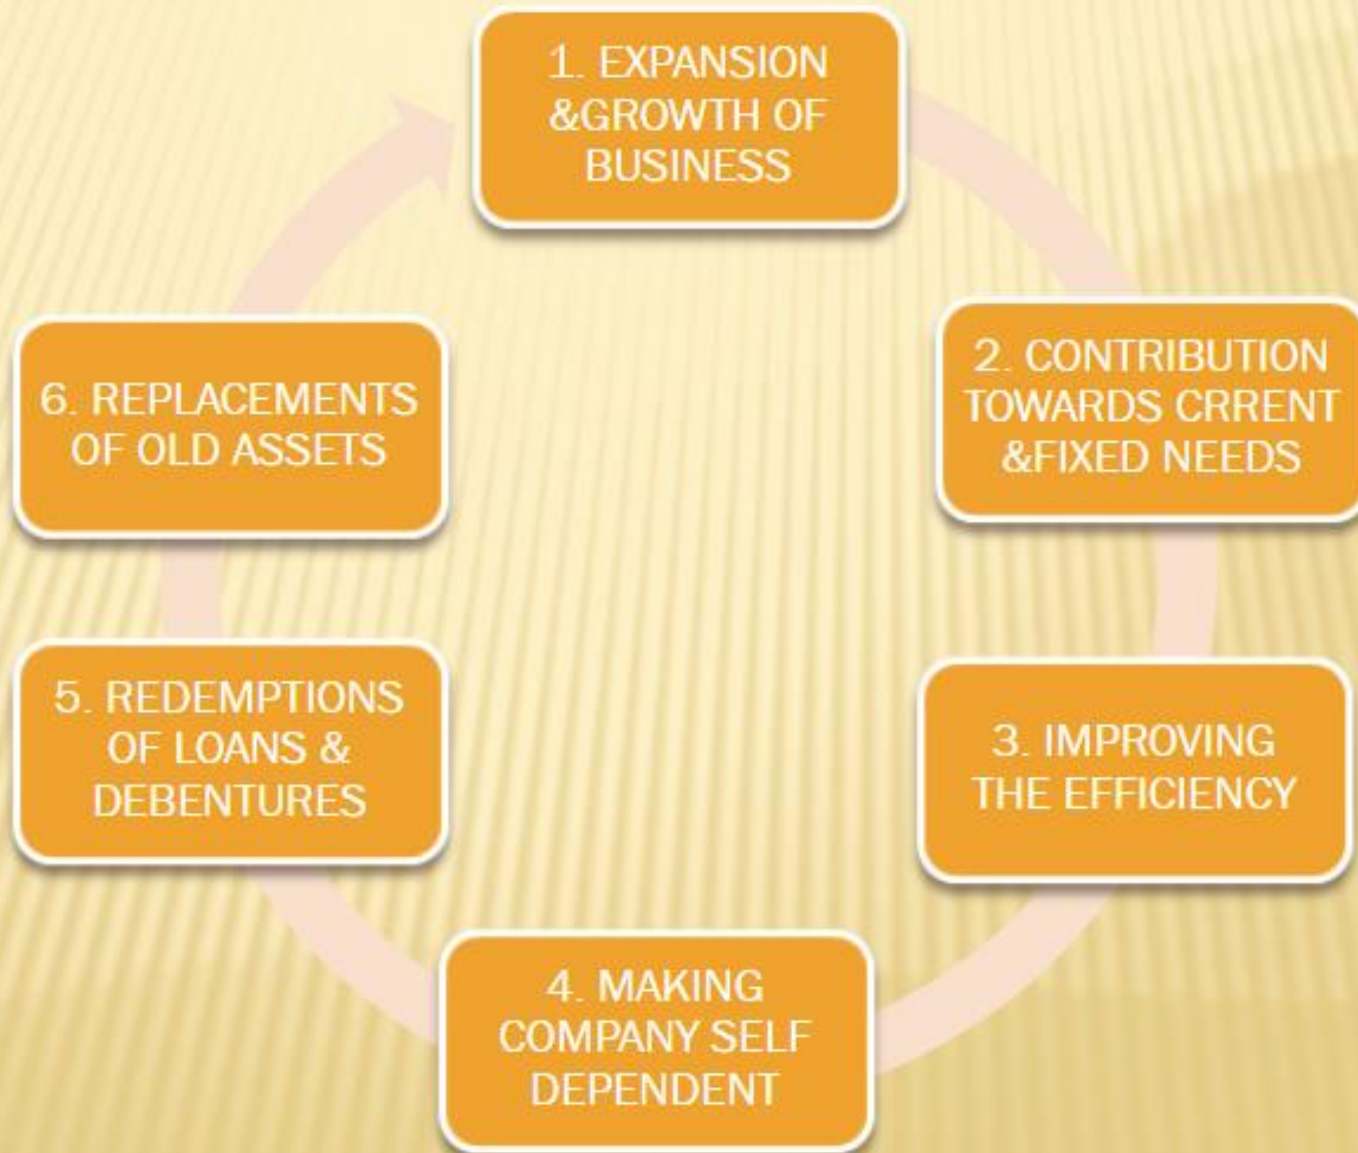 1. EXPANSION
&GROWTH OF
BUSINESS
2. CONTRIBUTION
TOWARDS CRRENT
&FIXED NEEDS
3. IMPROVING
THE EFFICIENCY
4. MAKING
COMPANY SELF
DEPENDENT
5. REDEMPTIONS
OF LOANS &
DEBENTURES
6. REPLACEMENTS
OF OLD ASSETS